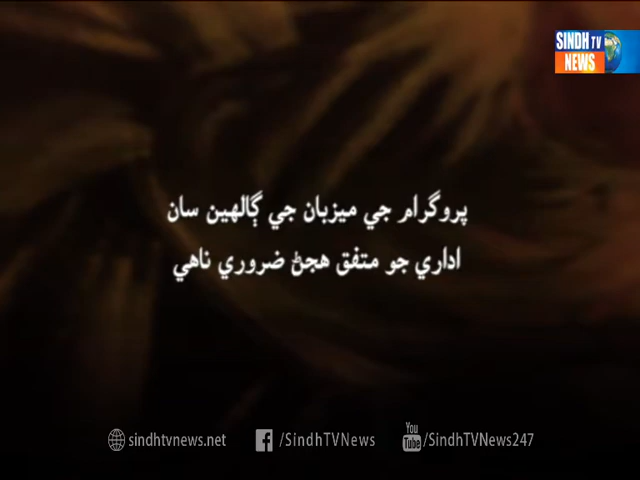 SINDH TV
NEWS
پروگرام جي ميزبان جي ڳالهين سان
اداري جو متفق هجڻ ضروري ناهي
sindhtvnews.net
/SindhTVNews
You Tube /SindhTVNews247